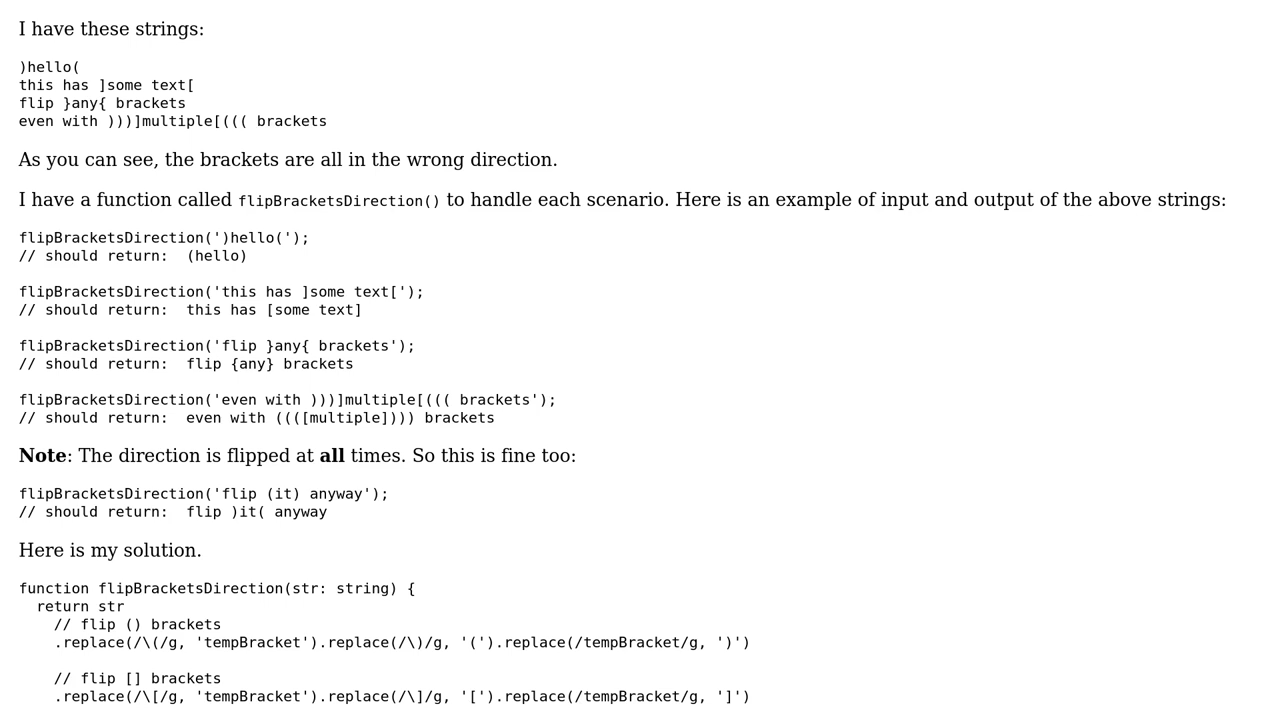 I have these strings:
)hello(
this has ]some text[
flip }any{ brackets
even with )))]multiple[((( brackets
As you can see, the brackets are all in the wrong direction.
I have a function called flipBracketsDirection() to handle each scenario. Here is an example of input and output of the above strings:
flipBracketsDirection(')hello(');
// should return:  (hello)
flipBracketsDirection('this has ]some text[');
// should return:  this has [some text]
flipBracketsDirection('flip }any{ brackets');
// should return:  flip {any} brackets
flipBracketsDirection('even with )))]multiple[((( brackets');
// should return:  even with ((([multiple]))) brackets
Note: The direction is flipped at all times. So this is fine too:
flipBracketsDirection('flip (it) anyway');
// should return:  flip )it( anyway
Here is my solution.
function flipBracketsDirection(str: string) {
  return str
    // flip () brackets
    .replace(/\(/g, 'tempBracket').replace(/\)/g, '(').replace(/tempBracket/g, ')')
    // flip [] brackets
    .replace(/\[/g, 'tempBracket').replace(/\]/g, '[').replace(/tempBracket/g, ']')